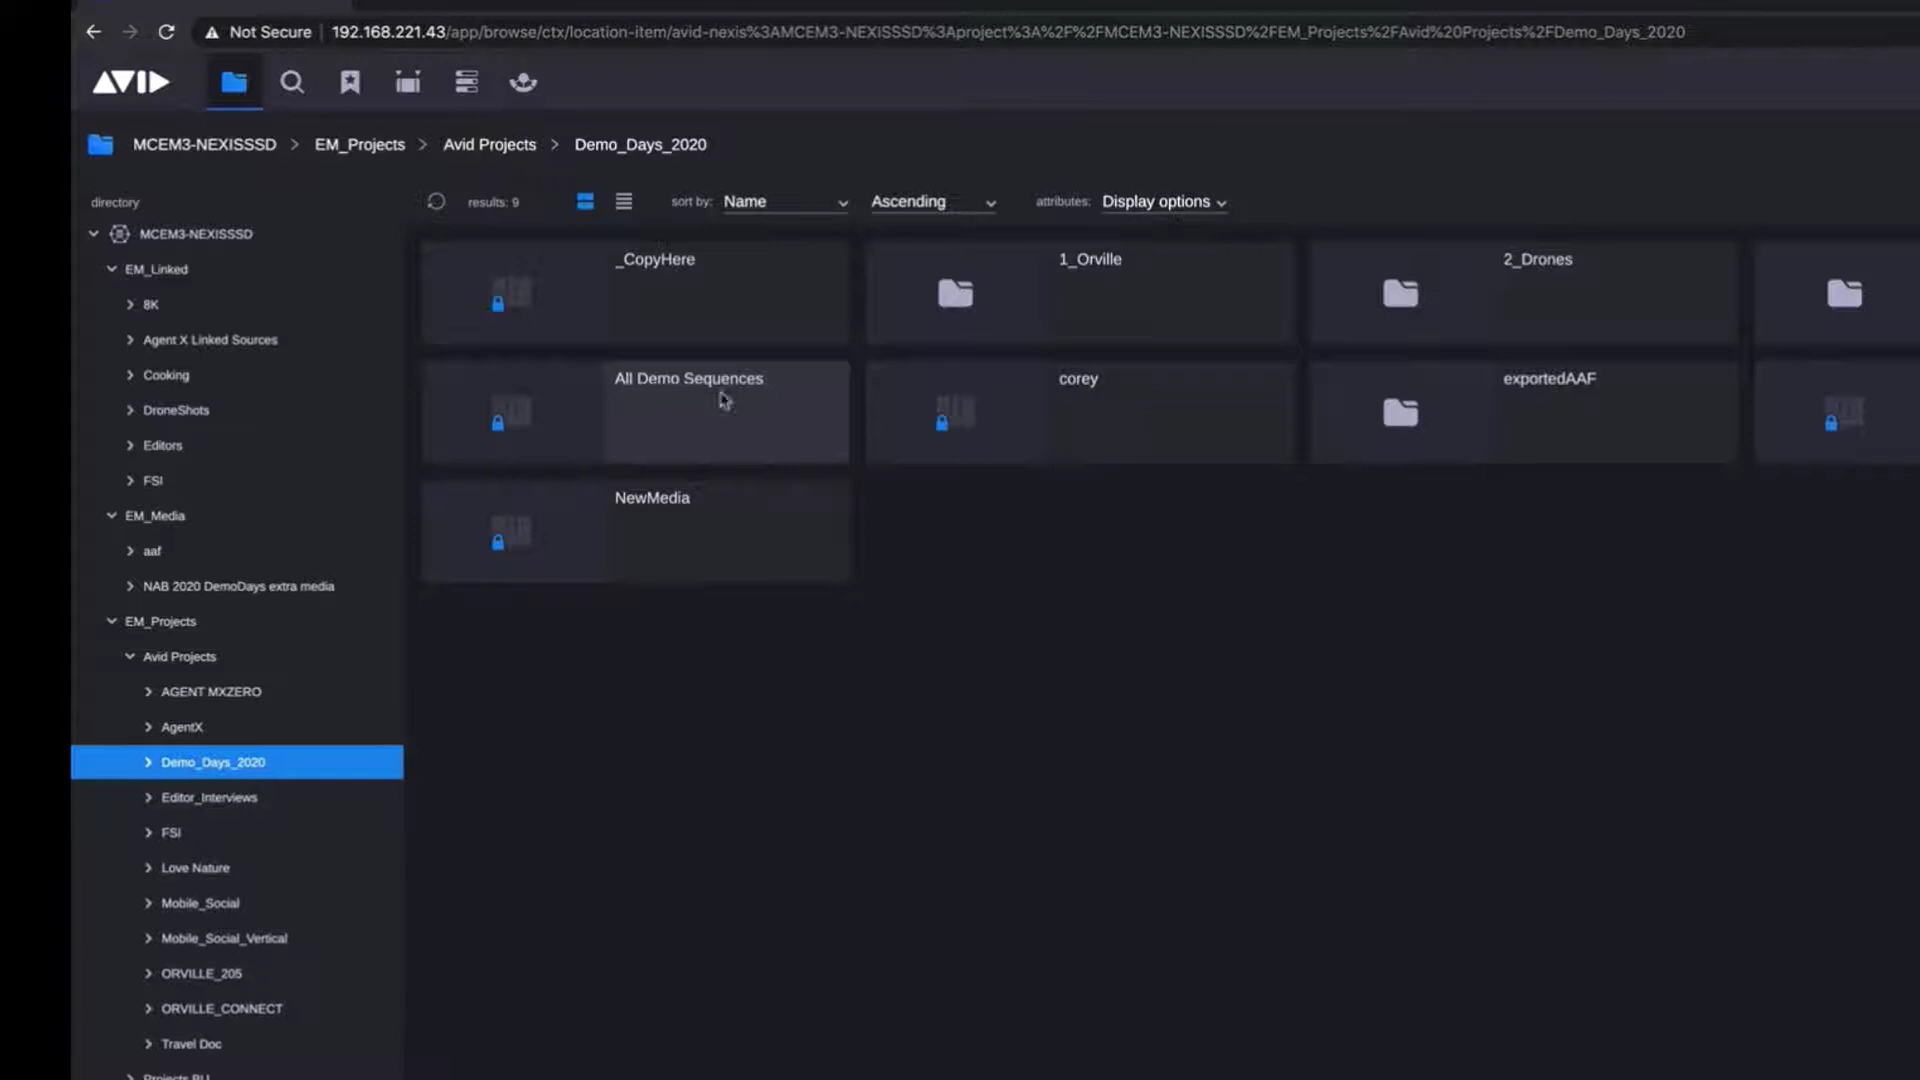 Not Secure | 192.168.221.43/app/browse/ctx/location-item/avid-nexis%3AMCEM3-NEXISSSD%3Aproject%3A%2F%2FMCEM3-NEXISSSD%2FEM_Projects%2FAvid%20Projects%2FDemo_Days_2020
AVID
MCEM3-NEXISSSD > EM_Projects > Avid Projects > Demo_Days_2020
directory
results: 9 sort by: Name Ascending attributes: Display options
MCEM3-NEXISSSD
EM_Linked
8K
Agent X Linked Sources
Cooking
DroneShots
Editors
FSI
EM_Media
aaf
NAB 2020 DemoDays extra media
EM_Projects
Avid Projects
AGENT MXZERO
AgentX
Demo_Days_2020
Editor_Interviews
FSI
Love Nature
Mobile_Social
Mobile_Social_Vertical
ORVILLE_205
ORVILLE_CONNECT
Travel Doc
Projects
_CopyHere
1_Orville
2_Drones
All Demo Sequences
corey
exportedAAF
NewMedia